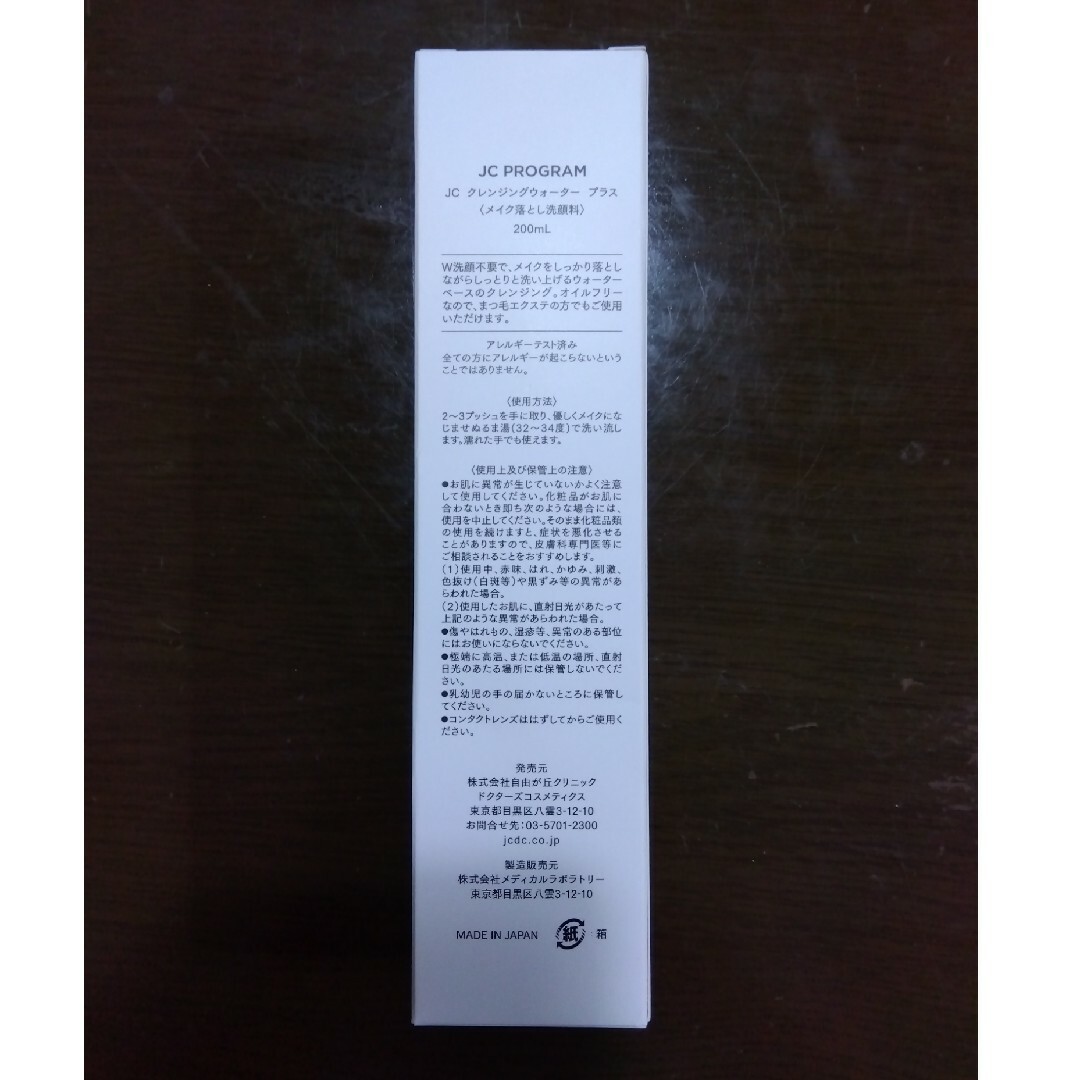 JC PROGRAM
JC クレンジングウォーター プラス
〈メイク落とし洗顔料〉
200mL
W洗顔不要で、メイクをしっかり落とし
ながらしっとりと洗い上げるウォーター
ベースのクレンジング。オイルフリー
なので、まつ毛エクステの方でもご使用
いただけます。
アレルギーテスト済み
全ての方にアレルギーが起こらないという
ことではありません。
〈使用方法〉
2〜3プッシュを手に取り、優しくメイクにな
じませぬるま湯(32〜34度)で洗い流し
ます。濡れた手でも使えます。
〈使用上及び保管上の注意〉
●お肌に異常が生じていないかよく注意
して使用してください。化粧品がお肌に
合わないとき即ち次のような場合には、
使用を中止してください。そのまま化粧品類
の使用を続けますと、症状を悪化させる
ことがありますので、皮膚科専門医等に
ご相談されることをおすすめします。
(1)使用中、赤味、はれ、かゆみ、刺激、
色抜け(白斑等)や黒ずみ等の異常があ
らわれた場合。
(2)使用したお肌に、直射日光があたって
上記のような異常があらわれた場合。
●傷やはれもの、湿疹等、異常のある部位
にはお使いにならないでください。
●極端に高温、または低温の場所、直射
日光のあたる場所には保管しないでくだ
さい。
●乳幼児の手の届かないところに保管し
てください。
●コンタクトレンズははずしてからご使用く
ださい。
発売元
株式会社自由が丘クリニック
ドクターズコスメティクス
東京都目黒区八雲3-12-10
お問合せ先:03-5701-2300
jcdc.co.jp
製造販売元
株式会社メディカルラボラトリー
東京都目黒区八雲3-12-10
MADE IN JAPAN 紙 : 箱